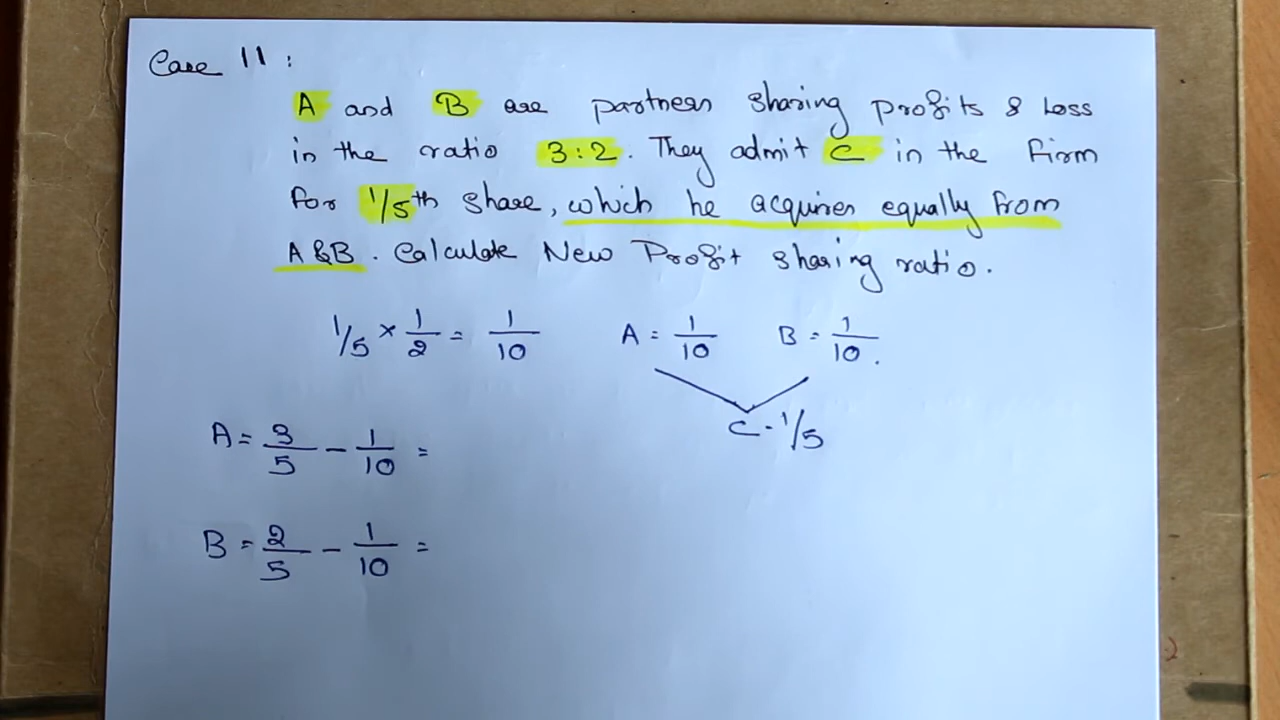 Case 11 :
A and B are partners sharing profits & Loss
in the ratio 3:2. They admit C in the firm
for 1/5th share, which he acquires equally from
A & B. Calculate New Profit sharing ratio.
1/5 × 1/2 = 1/10 A = 1/10 B = 1/10.
C - 1/5
A = 3/5 - 1/10 =
B = 2/5 - 1/10 =